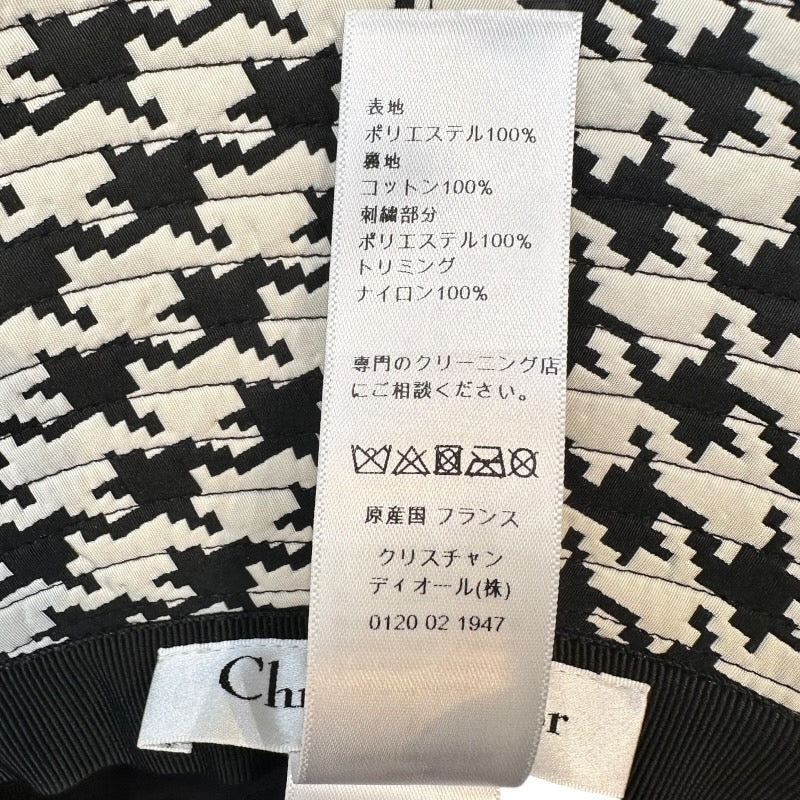 表地
ポリエステル100%
裏地
コットン100%
刺繍部分
ポリエステル100%
トリミング
ナイロン100%
専門のクリーニング店
にご相談ください。
原産国 フランス
クリスチャン
ディオール(株)
0120 02 1947
Chr
or